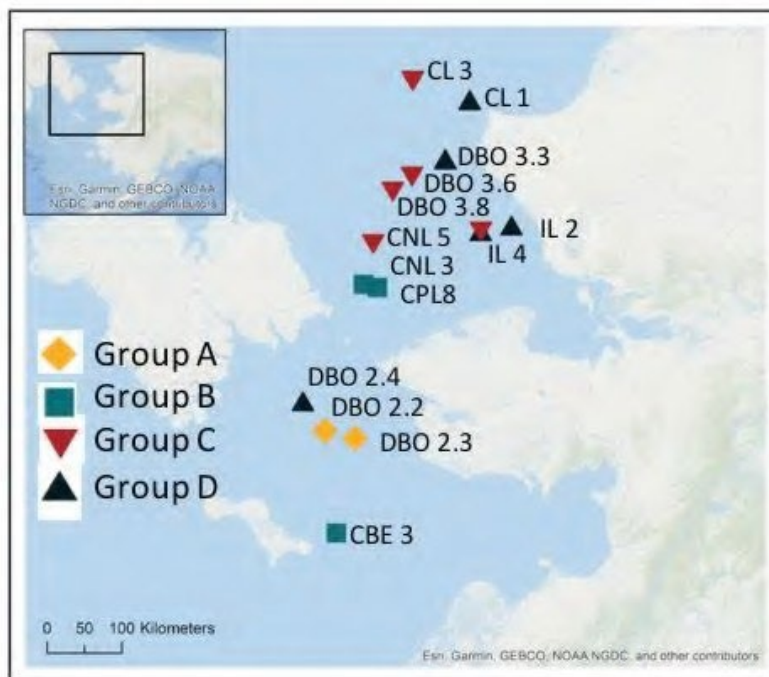 CL 3
CL 1
Esri, Garmin, GEBCO, NOAA
NGDC, and other contributors
DBO 3.3
DBO 3.6
DBO 3.8
CNL 5
IL 2
IL 4
CNL 3
CPL8
Group A
Group B
Group C
Group D
DBO 2.4
DBO 2.2
DBO 2.3
CBE 3
0 50 100 Kilometers
Esri, Garmin, GEBCO, NOAA NGDC, and other contributors